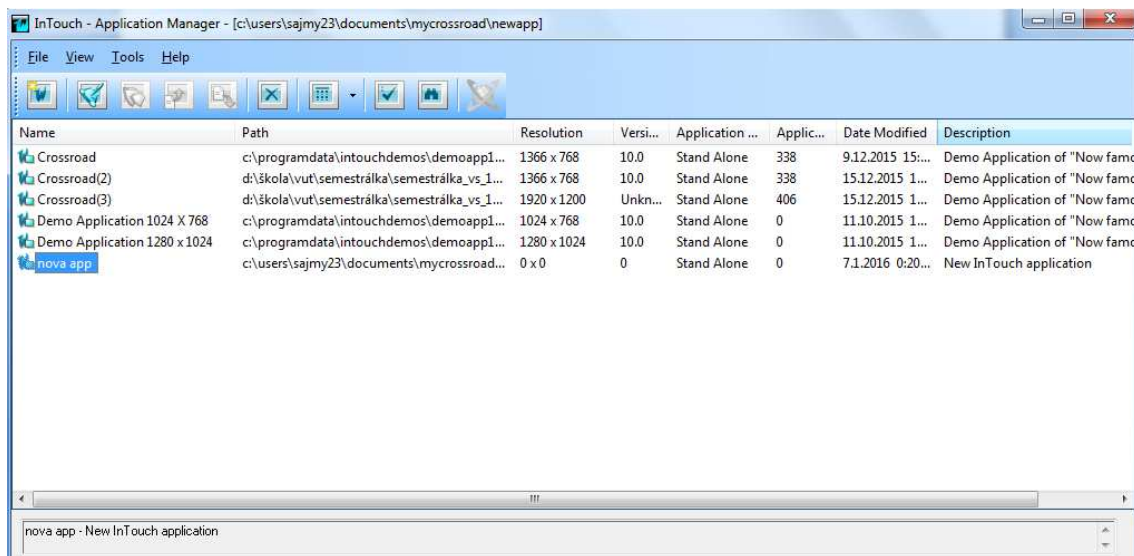 InTouch - Application Manager - [c:\users\sajmy23\documents\mycrossroad\newapp]
File View Tools Help
Name Path Resolution Versi... Application ... Applic... Date Modified Description
Crossroad c:\programdata\intouchdemos\demoapp1... 1366 x 768 10.0 Stand Alone 338 9.12.2015 15:... Demo Application of "Now famo
Crossroad(2) d:\škola\vut\semestrálka\semestrálka_vs_1... 1366 x 768 10.0 Stand Alone 338 15.12.2015 1... Demo Application of "Now famo
Crossroad(3) d:\škola\vut\semestrálka\semestrálka_vs_1... 1920 x 1200 Unkn... Stand Alone 406 15.12.2015 1... Demo Application of "Now famo
Demo Application 1024 X 768 c:\programdata\intouchdemos\demoapp1... 1024 x 768 10.0 Stand Alone 0 11.10.2015 1... Demo Application of "Now famo
Demo Application 1280 x 1024 c:\programdata\intouchdemos\demoapp1... 1280 x 1024 10.0 Stand Alone 0 11.10.2015 1... Demo Application of "Now famo
nova app c:\users\sajmy23\documents\mycrossroad... 0 x 0 0 Stand Alone 0 7.1.2016 0:20... New InTouch application
nova app - New InTouch application